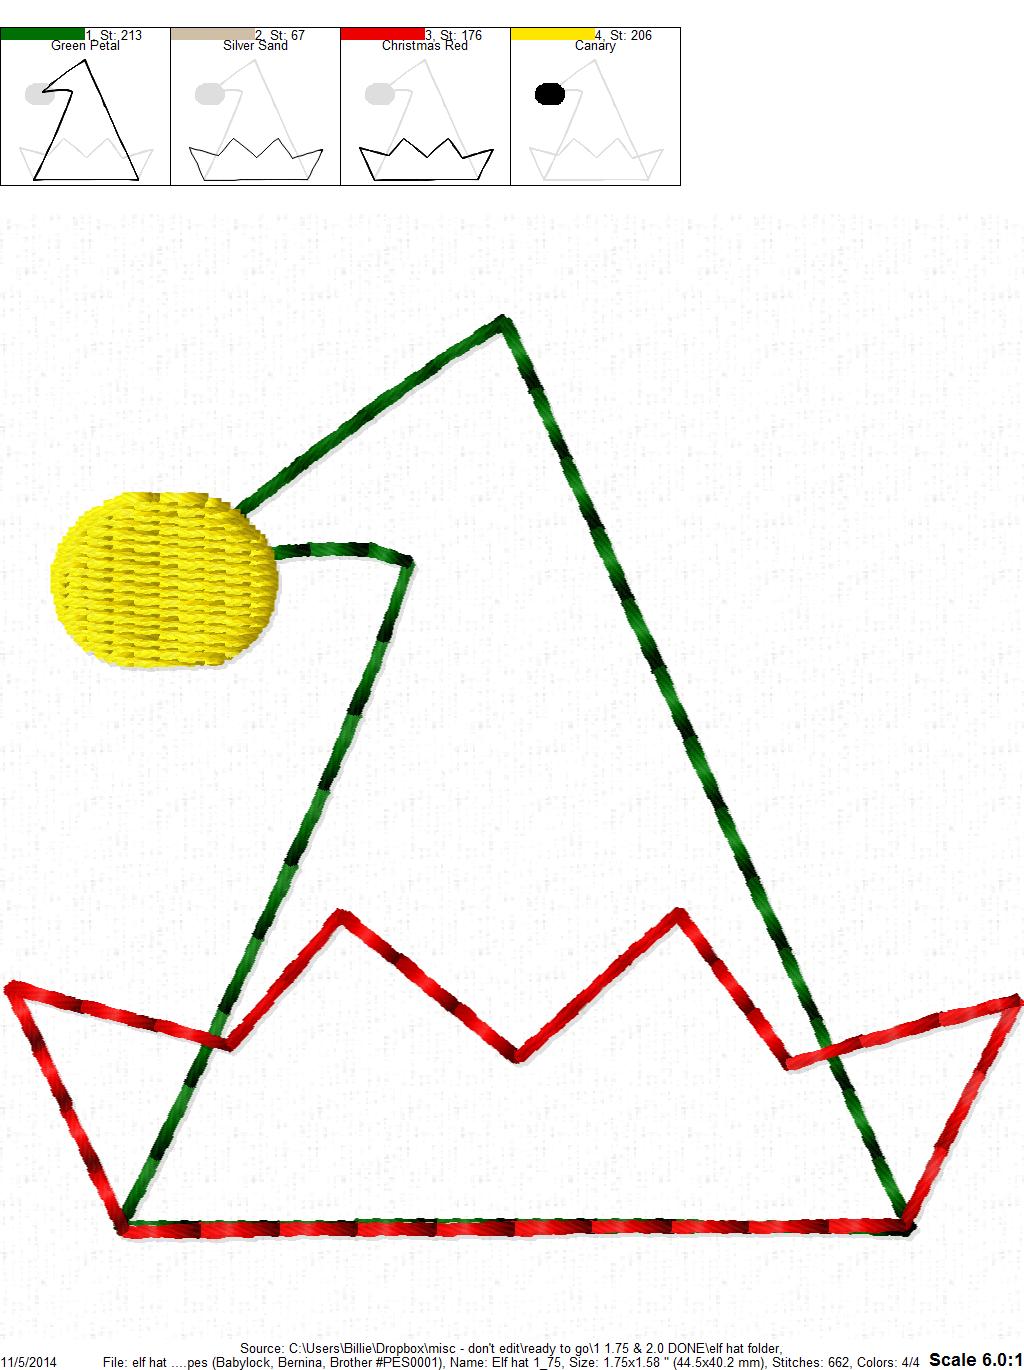 1, St: 213
Green Petal
2, St: 67
Silver Sand
3, St: 176
Christmas Red
4, St: 206
Canary
Source: C:\Users\Billie\Dropbox\misc - don't edit\ready to go\1 1.75 & 2.0 DONE\elf hat folder,
11/5/2014 File: elf hat ....pes (Babylock, Bernina, Brother #PES0001), Name: Elf hat 1_75, Size: 1.75x1.58 " (44.5x40.2 mm), Stitches: 662, Colors: 4/4 Scale 6.0:1